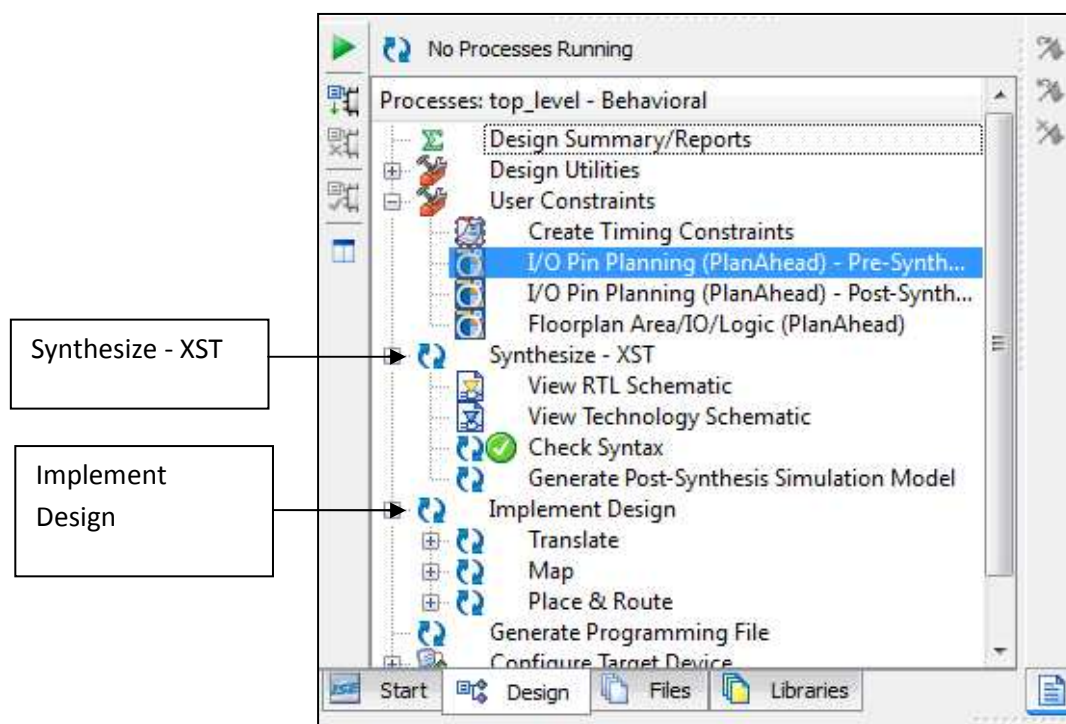 No Processes Running
Processes: top_level - Behavioral
Design Summary/Reports
Design Utilities
User Constraints
Create Timing Constraints
I/O Pin Planning (PlanAhead) - Pre-Synth...
I/O Pin Planning (PlanAhead) - Post-Synth...
Floorplan Area/IO/Logic (PlanAhead)
Synthesize - XST
Synthesize - XST
View RTL Schematic
View Technology Schematic
Check Syntax
Generate Post-Synthesis Simulation Model
Implement
Design
Implement Design
Translate
Map
Place & Route
Generate Programming File
Configure Target Device
ISE Start Design Files Libraries